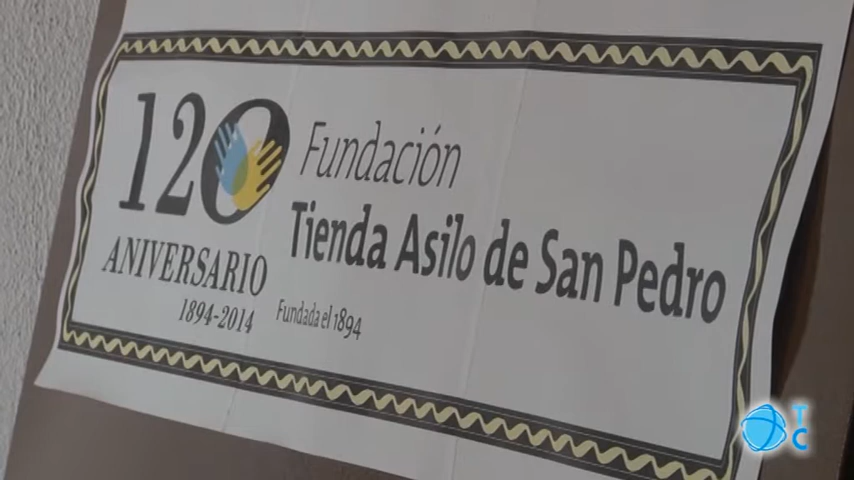 120
ANIVERSARIO
1894-2014
Fundación
Tienda Asilo de San Pedro
Fundada el 1894
TC